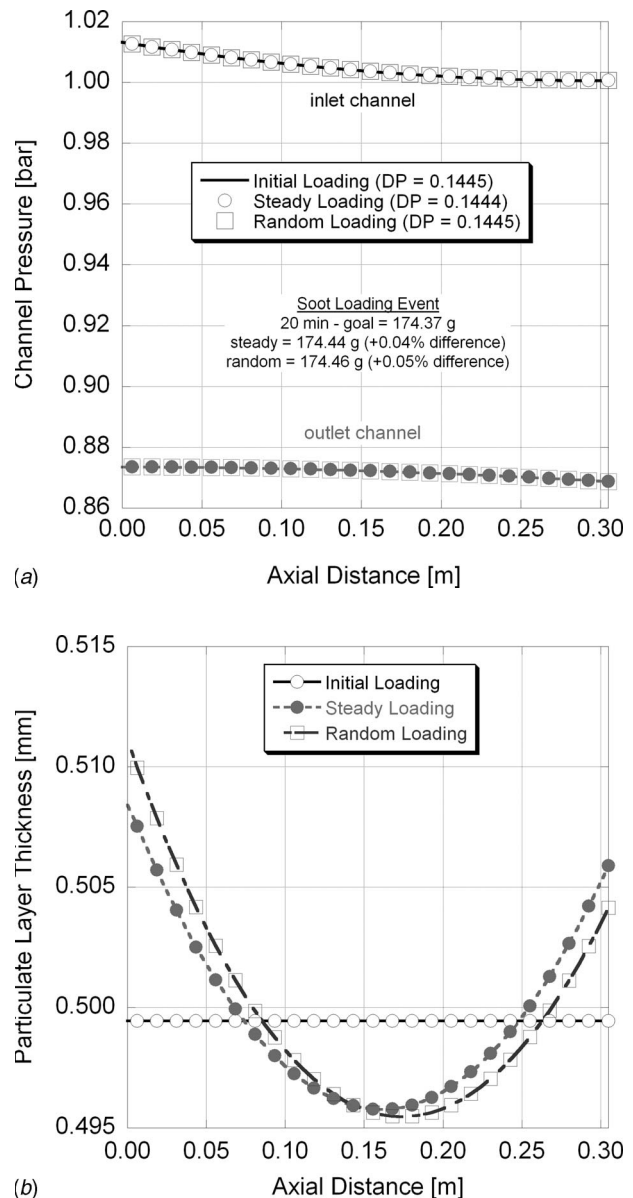 1.02
1.00
0.98
0.96
0.94
0.92
0.90
0.88
0.86
Channel Pressure [bar]
inlet channel
Initial Loading (DP = 0.1445)
Steady Loading (DP = 0.1444)
Random Loading (DP = 0.1445)
Soot Loading Event
20 min - goal = 174.37 g
steady = 174.44 g (+0.04% difference)
random = 174.46 g (+0.05% difference)
outlet channel
0.00 0.05 0.10 0.15 0.20 0.25 0.30
(a) Axial Distance [m]
0.515
0.510
0.505
0.500
0.495
Particulate Layer Thickness [mm]
Initial Loading
Steady Loading
Random Loading
0.00 0.05 0.10 0.15 0.20 0.25 0.30
(b) Axial Distance [m]